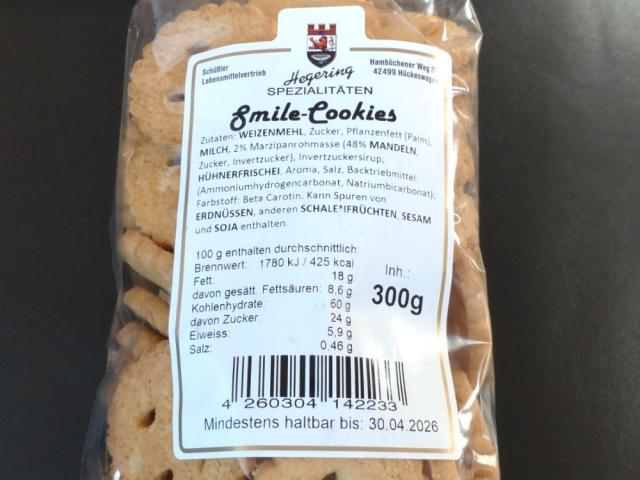 Schüßler
Lebensmittelvertrieb
Hambüchener Weg
42499 Hückeswagen
Hegering
SPEZIALITÄTEN
Smile-Cookies
Zutaten: WEIZENMEHL, Zucker, Pflanzenfett (Palm),
MILCH, 2% Marzipanrohmasse (48% MANDELN,
Zucker, Invertzucker), Invertzuckersirup,
HÜHNERFRISCHEI, Aroma, Salz, Backtriebmittel:
(Ammoniumhydrogencarbonat, Natriumbicarbonat);
Farbstoff: Beta Carotin. Kann Spuren von
ERDNÜSSEN, anderen SCHALE*IFRÜCHTEN, SESAM
und SOJA enthalten.
100 g enthalten durchschnittlich:
Brennwert: 1780 kJ / 425 kcal
Fett: 18 g
davon gesätt. Fettsäuren: 8,6 g
Kohlenhydrate: 60 g
davon Zucker: 24 g
Eiweiss: 5,9 g
Salz: 0,46 g
Inh.:
300g
4 260304 142233
Mindestens haltbar bis: 30.04.2026